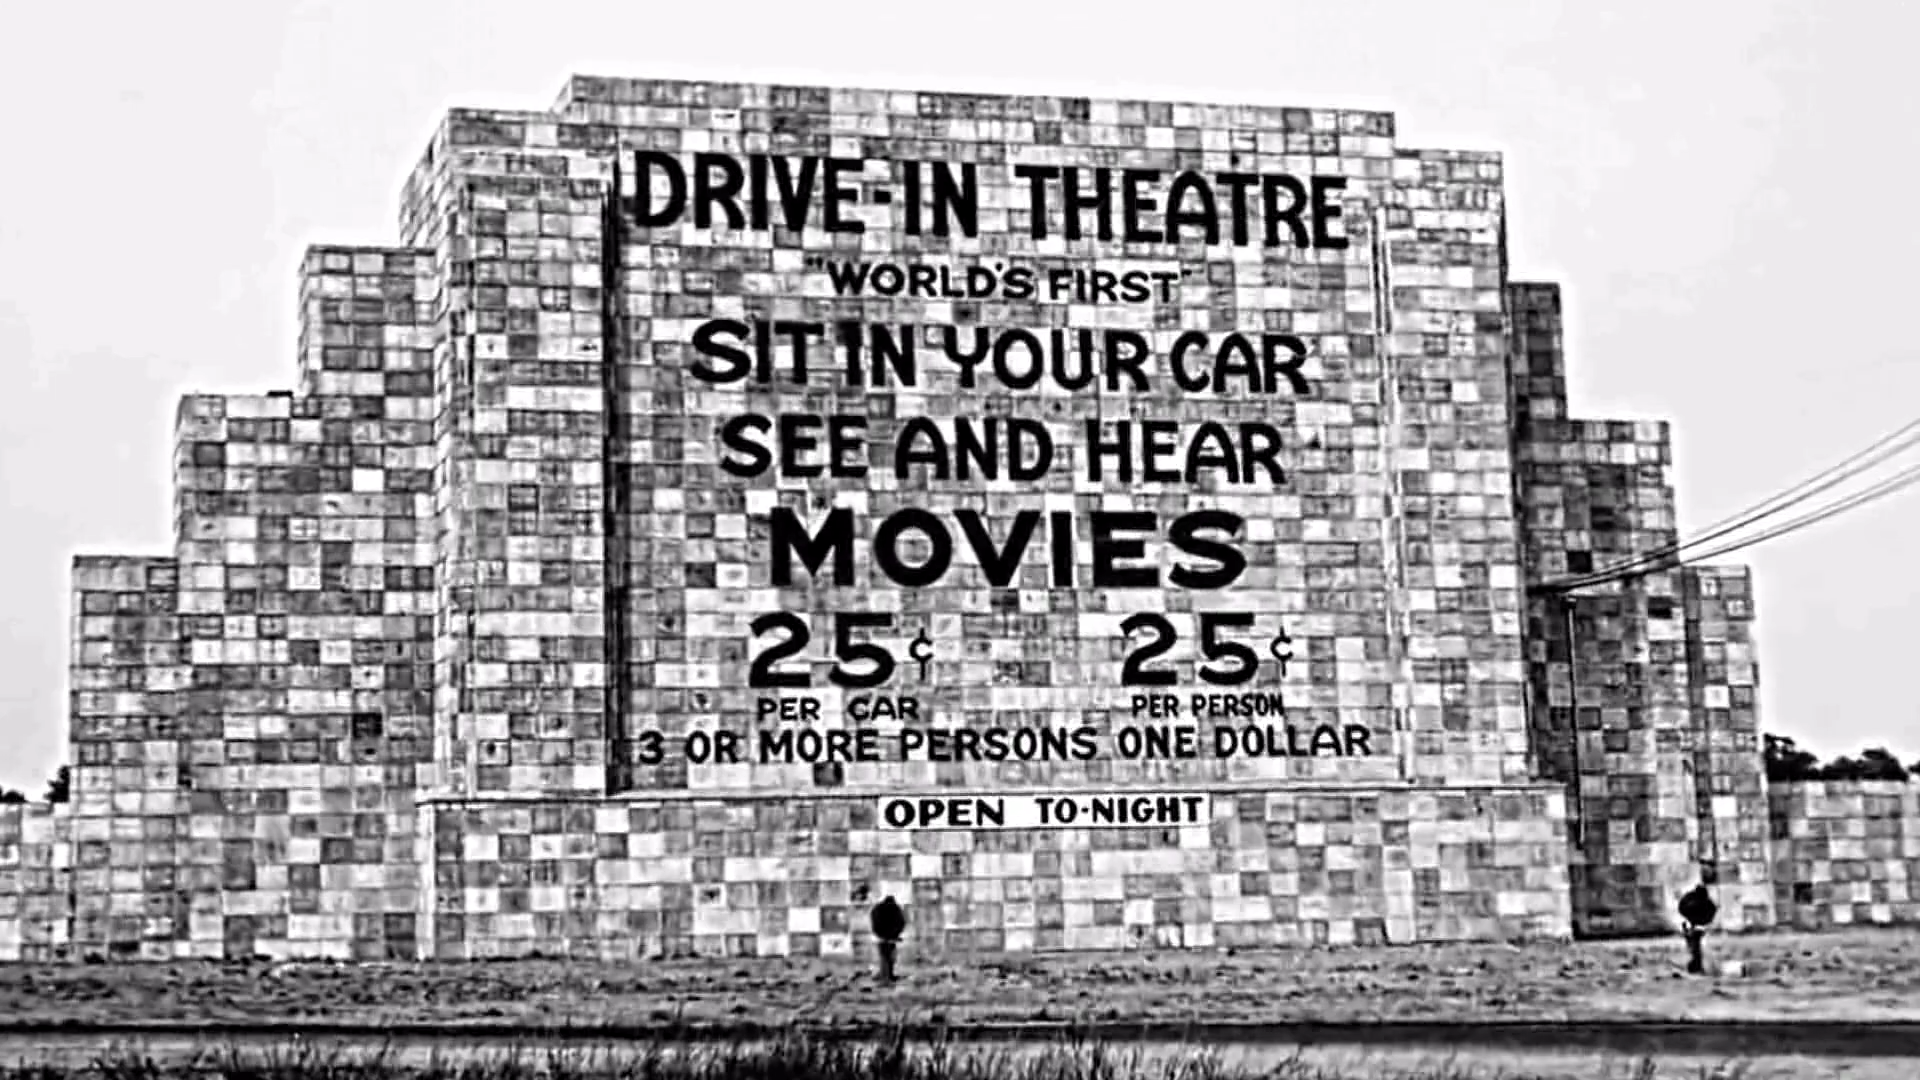 DRIVE-IN THEATRE
"WORLD'S FIRST"
SIT IN YOUR CAR
SEE AND HEAR
MOVIES
25¢ 25¢
PER CAR PER PERSON
3 OR MORE PERSONS ONE DOLLAR
OPEN TO-NIGHT